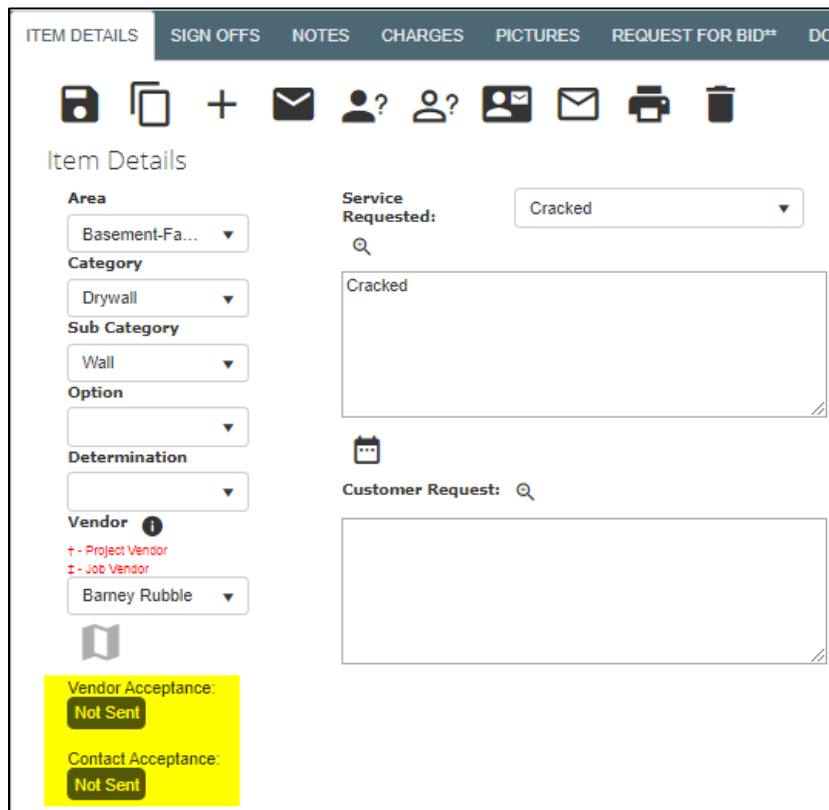 ITEM DETAILS SIGN OFFS NOTES CHARGES PICTURES REQUEST FOR BID** DO
? ?
Item Details
Area
Basement-Fa...
Category
Drywall
Sub Category
Wall
Option
Determination
Vendor
† - Project Vendor
‡ - Job Vendor
Barney Rubble
Vendor Acceptance:
Not Sent
Contact Acceptance:
Not Sent
Service
Requested:
Cracked
Cracked
Customer Request: